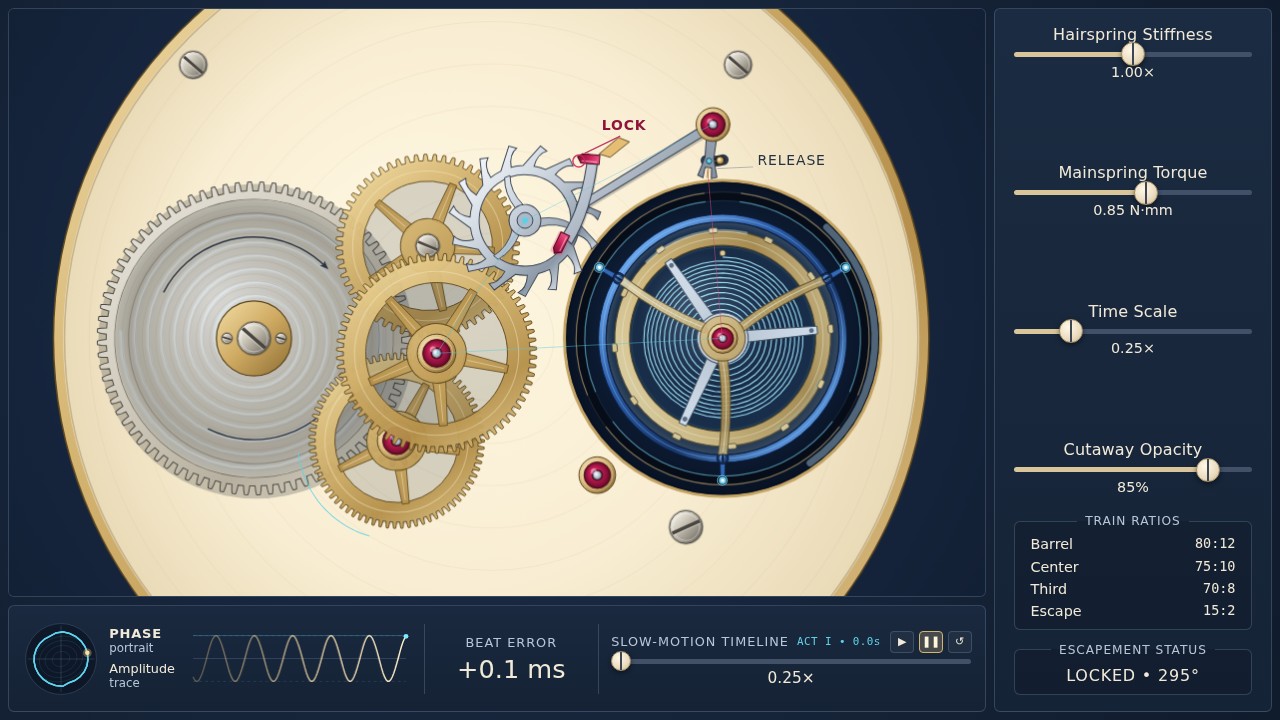 LOCK
RELEASE
Hairspring Stiffness
1.00×
Mainspring Torque
0.85 N·mm
Time Scale
0.25×
Cutaway Opacity
85%
TRAIN RATIOS
Barrel 80:12
Center 75:10
Third 70:8
Escape 15:2
ESCAPEMENT STATUS
LOCKED • 295°
PHASE
portrait
Amplitude
trace
BEAT ERROR
+0.1 ms
SLOW-MOTION TIMELINE ACT I • 0.0s
0.25×